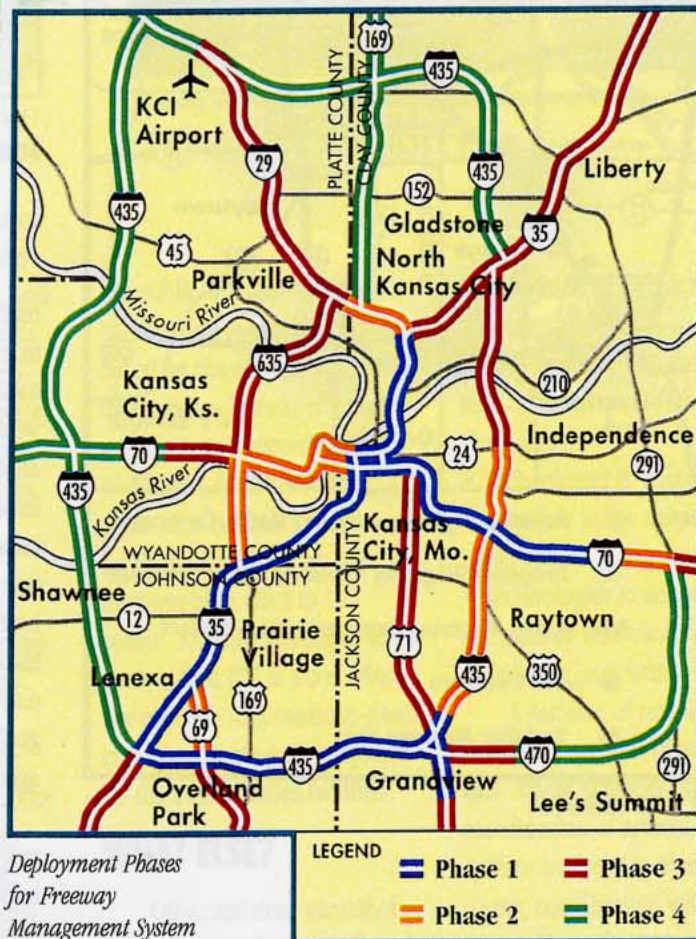 169
435
KCI
Airport
PLATTE COUNTY
CLAY COUNTY
29
Liberty
152
435
435
Gladstone
35
45
North
Kansas City
Parkville
Missouri River
635
Kansas
City, Ks.
210
Independence
70
24
291
435
Kansas River
Kansas
City, Mo.
WYANDOTTE COUNTY
JOHNSON COUNTY
70
Shawnee
12
35
Prairie
Village
JACKSON COUNTY
71
Raytown
350
Lenexa
169
435
69
435
470
291
Overland
Park
Grandview
Lee's Summit
Deployment Phases
for Freeway
Management System
LEGEND
Phase 1
Phase 3
Phase 2
Phase 4